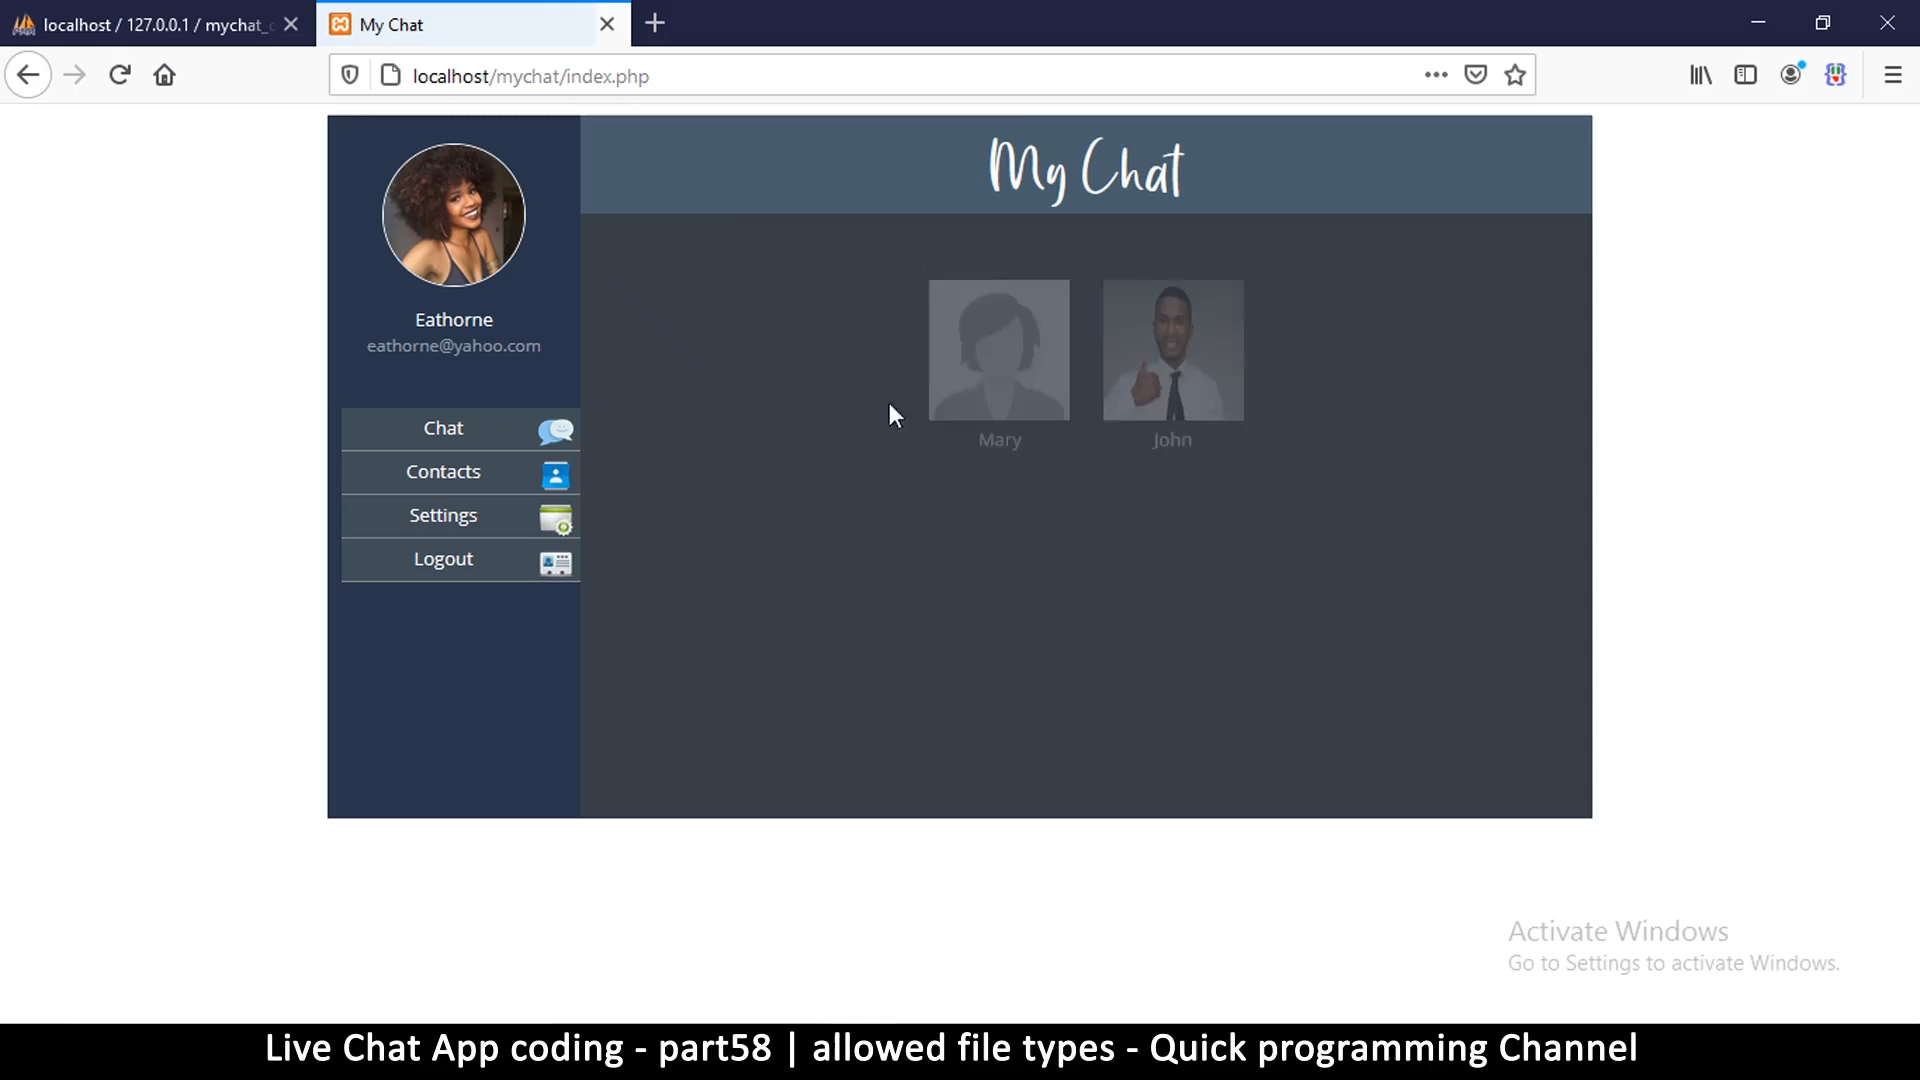 localhost / 127.0.0.1 / mychat_
My Chat
localhost/mychat/index.php
My Chat
Eathorne
eathorne@yahoo.com
Chat
Contacts
Settings
Logout
Mary
John
Activate Windows
Go to Settings to activate Windows.
Live Chat App coding - part58 | allowed file types - Quick programming Channel